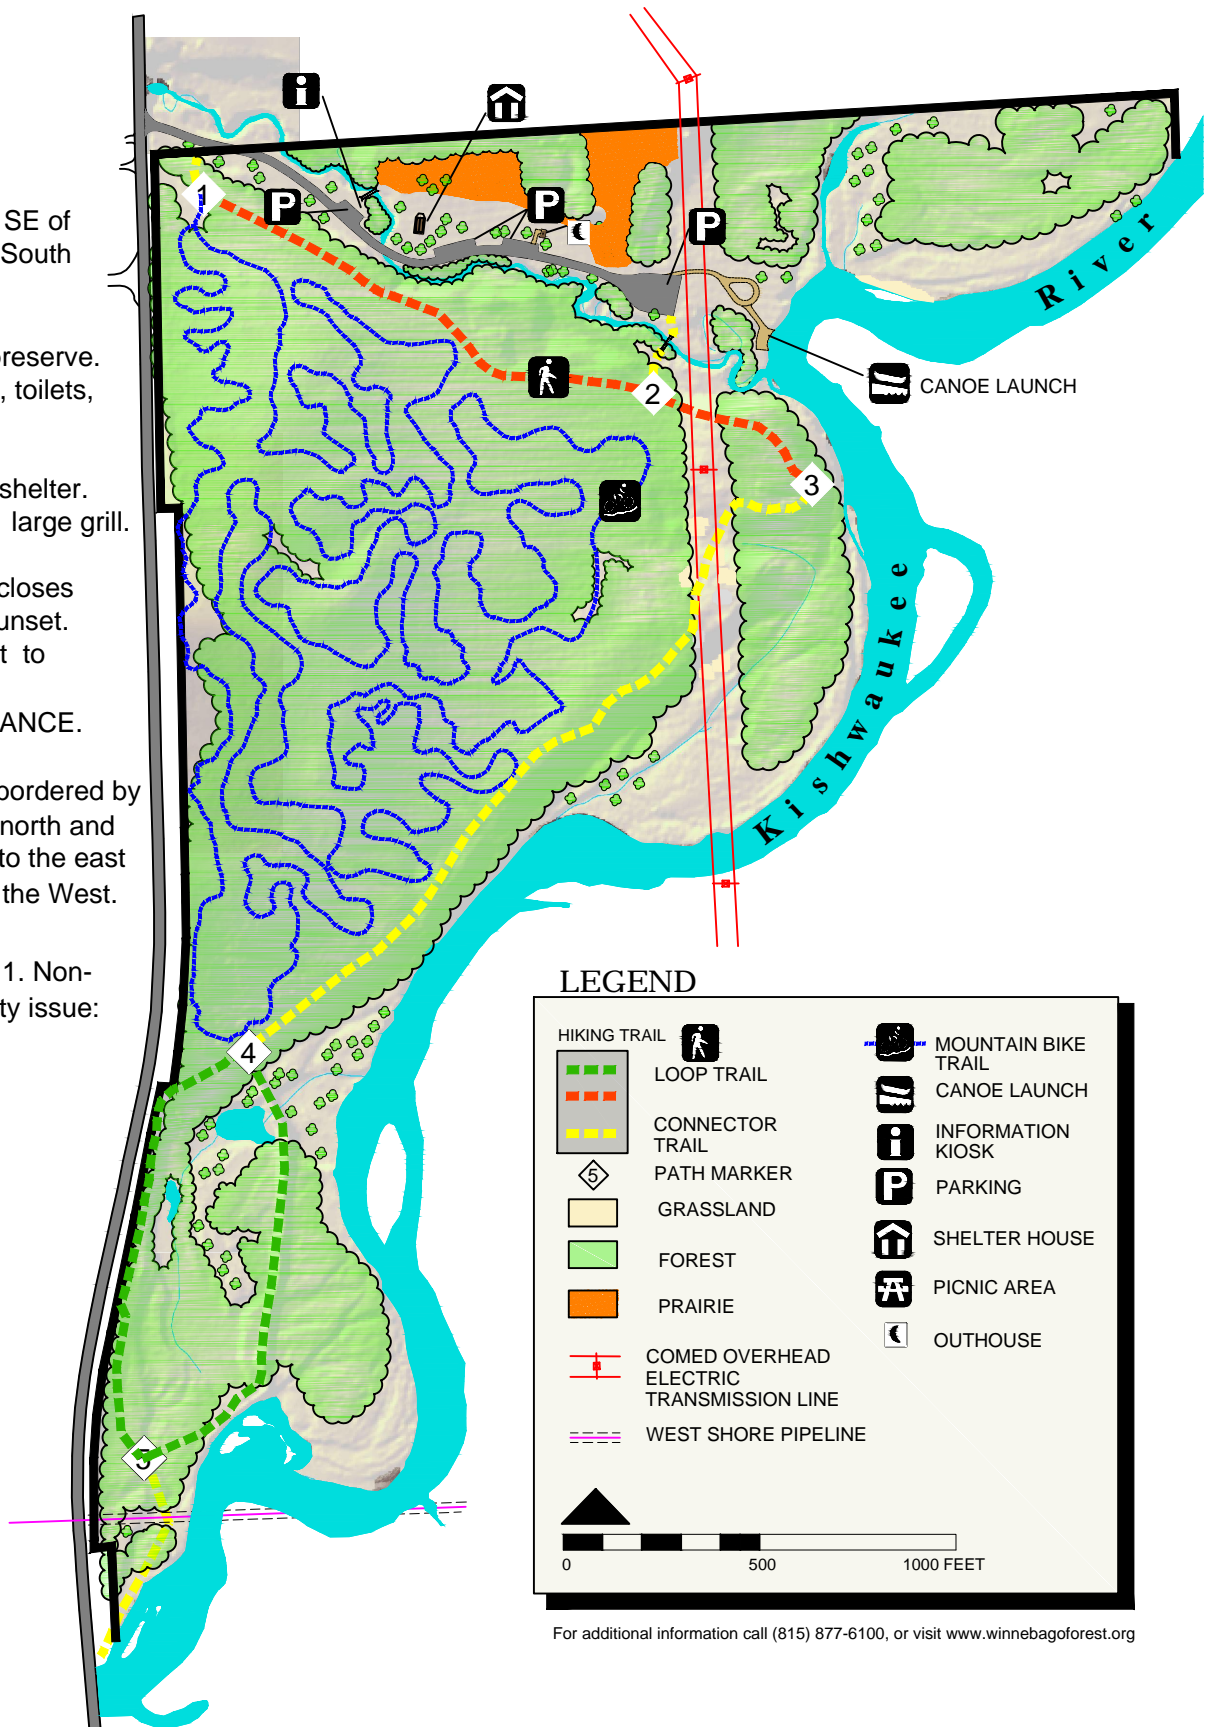 SE of
South
preserve.
, toilets,
shelter.
large grill.
closes
unset.
t to
ANCE.
bordered by
north and
to the east
the West.
1. Non-
ty issue:
i
P
P
P
1
2
3
4
5
CANOE LAUNCH
Kishwaukee
River
LEGEND
HIKING TRAIL
LOOP TRAIL
CONNECTOR
TRAIL
5
PATH MARKER
GRASSLAND
FOREST
PRAIRIE
COMED OVERHEAD
ELECTRIC
TRANSMISSION LINE
WEST SHORE PIPELINE
MOUNTAIN BIKE
TRAIL
CANOE LAUNCH
i
INFORMATION
KIOSK
P
PARKING
SHELTER HOUSE
PICNIC AREA
OUTHOUSE
0 500 1000 FEET
For additional information call (815) 877-6100, or visit www.winnebagoforest.org